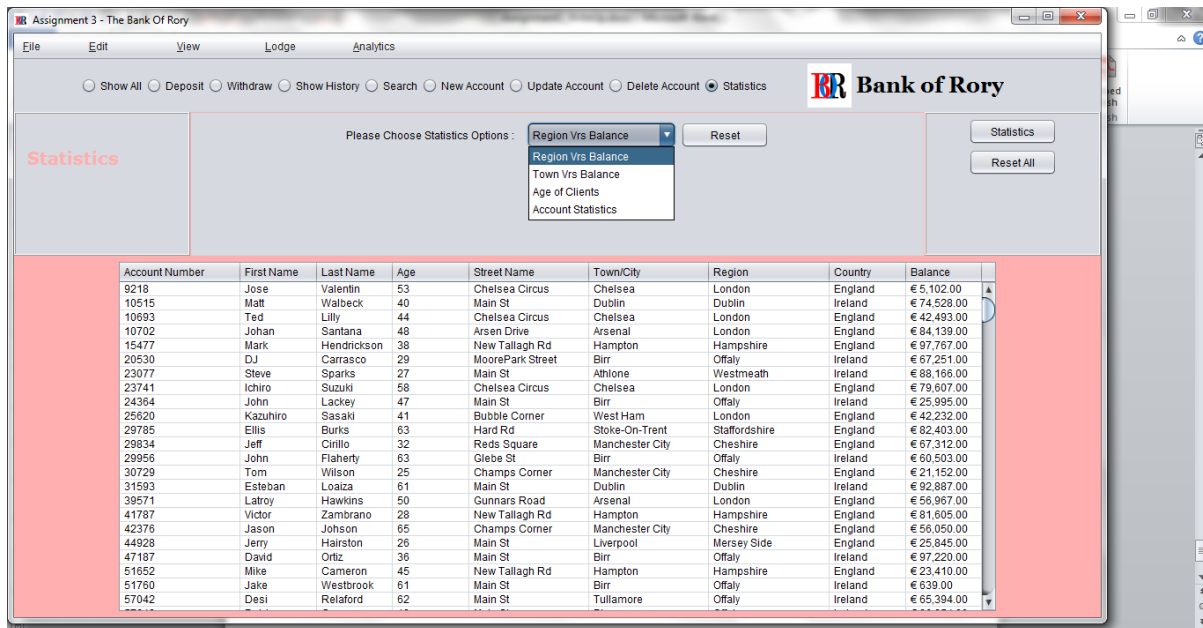 Assignment 3 - The Bank Of Rory
File Edit View Lodge Analytics
Show All Deposit Withdraw Show History Search New Account Update Account Delete Account Statistics
BR Bank of Rory
Statistics
Please Choose Statistics Options : Region Vrs Balance Reset
Region Vrs Balance
Town Vrs Balance
Age of Clients
Account Statistics
Statistics
Reset All
Account Number First Name Last Name Age Street Name Town/City Region Country Balance
9218 Jose Valentin 53 Chelsea Circus Chelsea London England € 5,102.00
10515 Matt Walbeck 40 Main St Dublin Dublin Ireland € 74,528.00
10693 Ted Lilly 44 Chelsea Circus Chelsea London England € 42,493.00
10702 Johan Santana 48 Arsen Drive Arsenal London England € 84,139.00
15477 Mark Hendrickson 38 New Tallagh Rd Hampton Hampshire England € 97,767.00
20530 DJ Carrasco 29 MoorePark Street Birr Offaly Ireland € 67,251.00
23077 Steve Sparks 27 Main St Athlone Westmeath Ireland € 88,166.00
23741 Ichiro Suzuki 58 Chelsea Circus Chelsea London England € 79,607.00
24364 John Lackey 47 Main St Birr Offaly Ireland € 25,995.00
25620 Kazuhiro Sasaki 41 Bubble Corner West Ham London England € 42,232.00
29785 Ellis Burks 63 Hard Rd Stoke-On-Trent Staffordshire England € 82,403.00
29834 Jeff Cirillo 32 Reds Square Manchester City Cheshire England € 67,312.00
29956 John Flaherty 63 Glebe St Birr Offaly Ireland € 60,503.00
30729 Tom Wilson 25 Champs Corner Manchester City Cheshire England € 21,152.00
31593 Esteban Loaiza 61 Main St Dublin Dublin Ireland € 92,887.00
39571 Latroy Hawkins 50 Gunnars Road Arsenal London England € 56,967.00
41787 Victor Zambrano 28 New Tallagh Rd Hampton Hampshire England € 81,605.00
42376 Jason Johson 65 Champs Corner Manchester City Cheshire England € 56,050.00
44928 Jerry Hairston 26 Main St Liverpool Mersey Side England € 25,845.00
47187 David Ortiz 36 Main St Birr Offaly Ireland € 97,220.00
51652 Mike Cameron 45 New Tallagh Rd Hampton Hampshire England € 23,410.00
51760 Jake Westbrook 61 Main St Birr Offaly Ireland € 639.00
57042 Desi Relaford 62 Main St Tullamore Offaly Ireland € 65,394.00